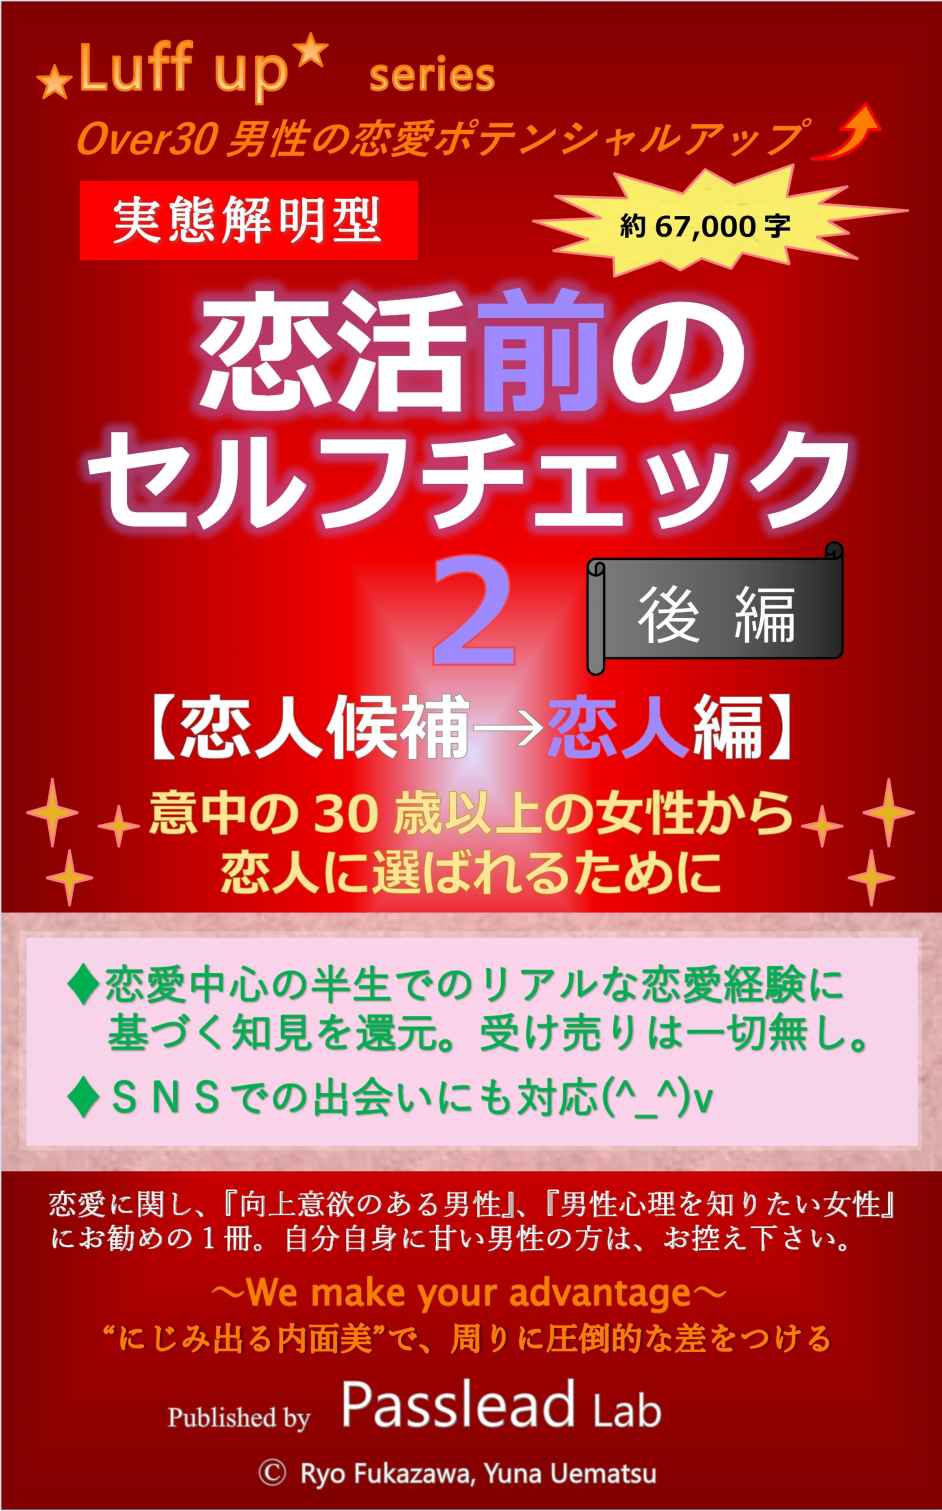 ★Luff up★ series
Over30 男性の恋愛ポテンシャルアップ
実態解明型
約 67,000 字
恋活前の
セルフチェック
2
後 編
【恋人候補→恋人編】
意中の 30 歳以上の女性から
恋人に選ばれるために
♦恋愛中心の半生でのリアルな恋愛経験に
基づく知見を還元。受け売りは一切無し。
♦ＳＮＳでの出会いにも対応(^_^)v
恋愛に関し、『向上意欲のある男性』、『男性心理を知りたい女性』
にお勧めの１冊。自分自身に甘い男性の方は、お控え下さい。
～We make your advantage～
“にじみ出る内面美”で、周りに圧倒的な差をつける
Published by Passlead Lab
© Ryo Fukazawa, Yuna Uematsu